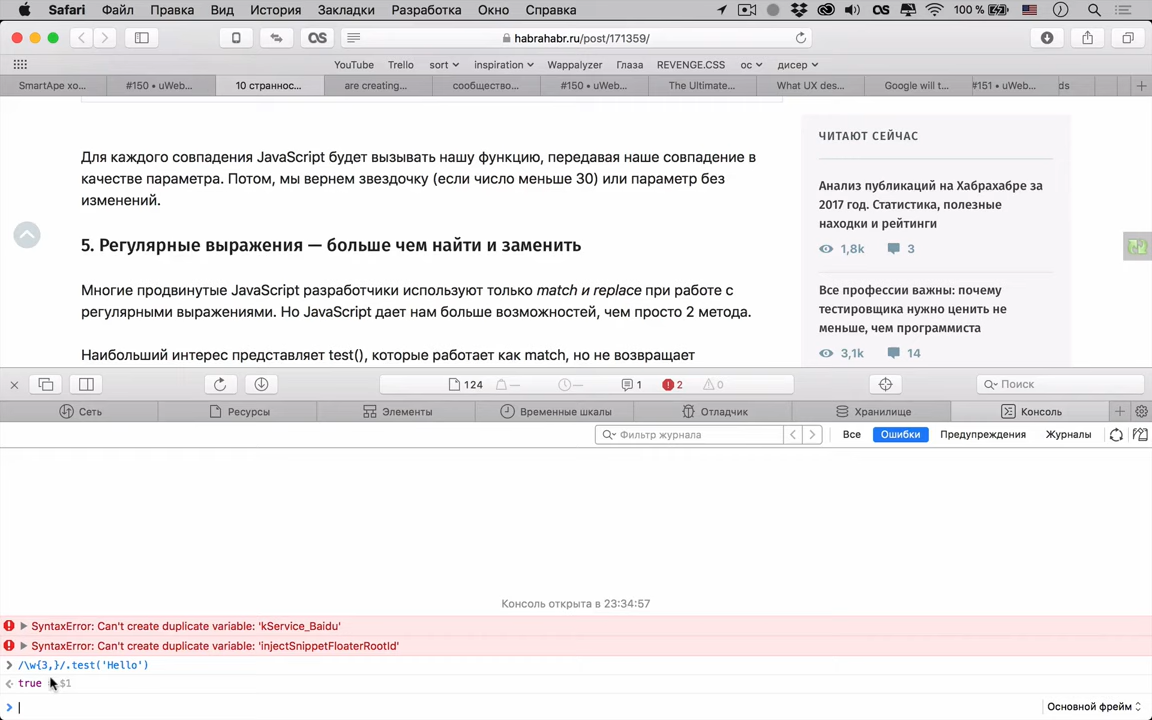 Safari Файл Правка Вид История Закладки Разработка Окно Справка 100 %
habrahabr.ru/post/171359/
YouTube Trello sort inspiration Wappalyzer Глаза REVENGE.CSS ос дисер
SmartApe хо... #150 • uWeb... 10 странноc... are creating... сообщество... #150 • uWeb... The Ultimate... What UX des... Google will t... #151 • uWeb... ds
Для каждого совпадения JavaScript будет вызывать нашу функцию, передавая наше совпадение в
качестве параметра. Потом, мы вернем звездочку (если число меньше 30) или параметр без
изменений.
5. Регулярные выражения — больше чем найти и заменить
Многие продвинутые JavaScript разработчики используют только match и replace при работе с
регулярными выражениями. Но JavaScript дает нам больше возможностей, чем просто 2 метода.
Наибольший интерес представляет test(), которые работает как match, но не возвращает
ЧИТАЮТ СЕЙЧАС
Анализ публикаций на Хабрахабре за
2017 год. Статистика, полезные
находки и рейтинги
1,8k 3
Все профессии важны: почему
тестировщика нужно ценить не
меньше, чем программиста
3,1k 14
124 — — 1 2 0 Поиск
Сеть Ресурсы Элементы Временные шкалы Отладчик Хранилище Консоль
Фильтр журнала Все Ошибки Предупреждения Журналы
Консоль открыта в 23:34:57
SyntaxError: Can't create duplicate variable: 'kService_Baidu'
SyntaxError: Can't create duplicate variable: 'injectSnippetFloaterRootId'
/\w{3,}/.test('Hello')
true $1
Основной фрейм